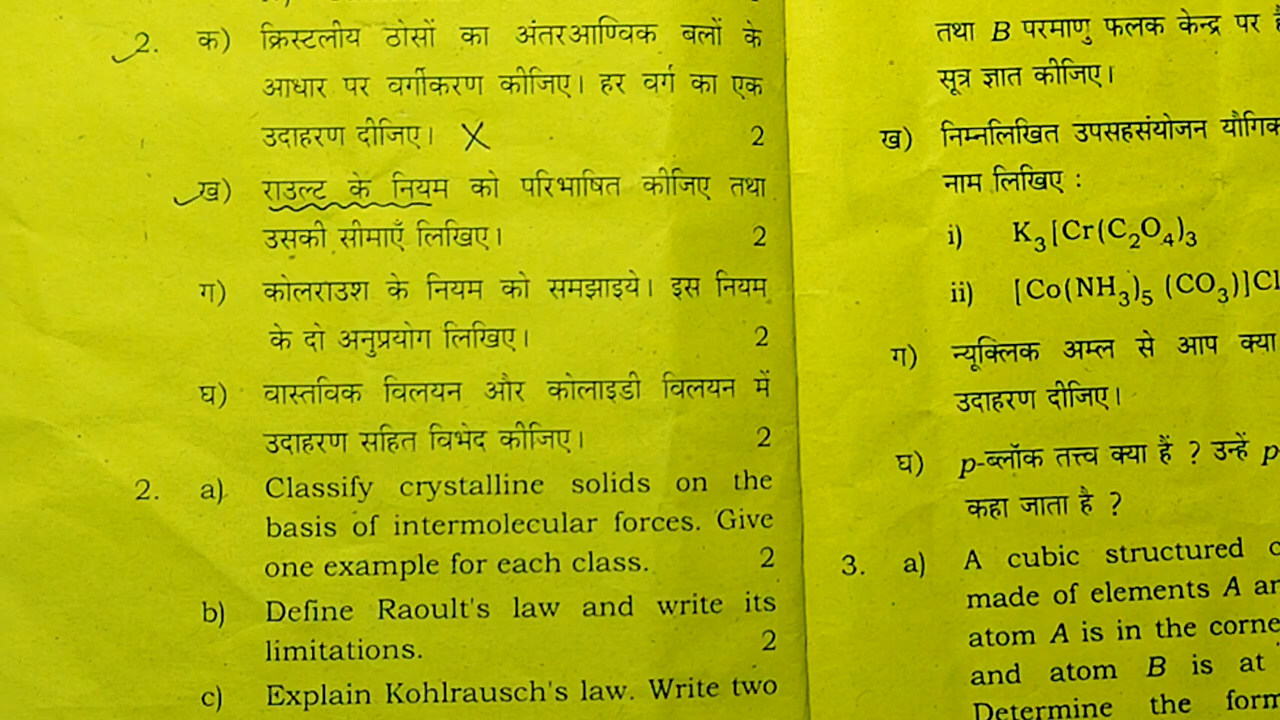 2. क) क्रिस्टलीय ठोसों का अंतरआण्विक बलों के
आधार पर वर्गीकरण कीजिए। हर वर्ग का एक
उदाहरण दीजिए। X 2
ख) राउल्ट के नियम को परिभाषित कीजिए तथा
उसकी सीमाएँ लिखिए। 2
ग) कोलराउश के नियम को समझाइये। इस नियम
के दो अनुप्रयोग लिखिए। 2
घ) वास्तविक विलयन और कोलाइडी विलयन में
उदाहरण सहित विभेद कीजिए। 2
2. a) Classify crystalline solids on the
basis of intermolecular forces. Give
one example for each class. 2
b) Define Raoult's law and write its
limitations. 2
c) Explain Kohlrausch's law. Write two
तथा B परमाणु फलक केन्द्र पर
सूत्र ज्ञात कीजिए।
ख) निम्नलिखित उपसहसंयोजन यौगिक
नाम लिखिए :
i) K₃[Cr(C₂O₄)₃
ii) [Co(NH₃)₅ (CO₃)]Cl
ग) न्यूक्लिक अम्ल से आप क्या
उदाहरण दीजिए।
घ) p-ब्लॉक तत्त्व क्या हैं ? उन्हें p-
कहा जाता है ?
3. a) A cubic structured
made of elements A
atom A is in the
and atom B is at
Determine the